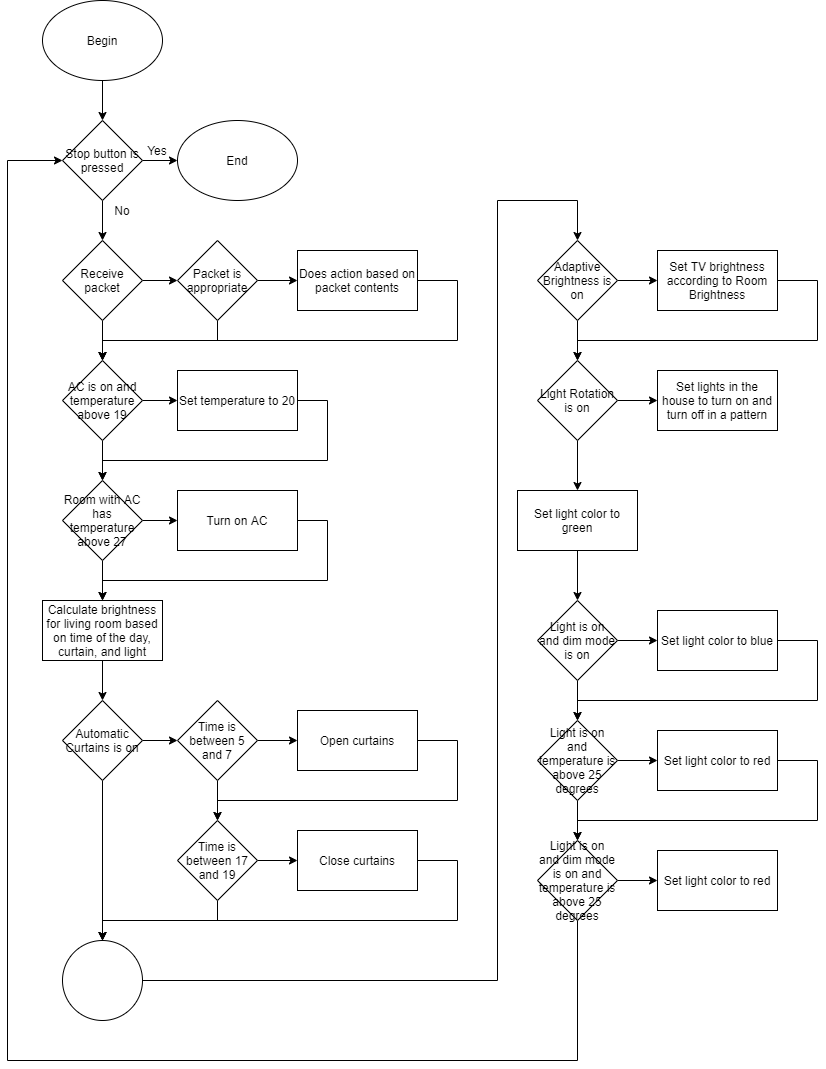 Begin
Stop button is
pressed
Yes
End
No
Receive
packet
Packet is
appropriate
Does action based on
packet contents
AC is on and
temperature
above 19
Set temperature to 20
Room with AC
has
temperature
above 27
Turn on AC
Calculate brightness
for living room based
on time of the day,
curtain, and light
Automatic
Curtains is on
Time is
between 5
and 7
Open curtains
Time is
between 17
and 19
Close curtains
Adaptive
Brightness is
on
Set TV brightness
according to Room
Brightness
Light Rotation
is on
Set lights in the
house to turn on and
turn off in a pattern
Set light color to
green
Light is on
and dim mode
is on
Set light color to blue
Light is on
and
temperature is
above 25
degrees
Set light color to red
Light is on
and dim mode
is on and
temperature is
above 25
degrees
Set light color to red